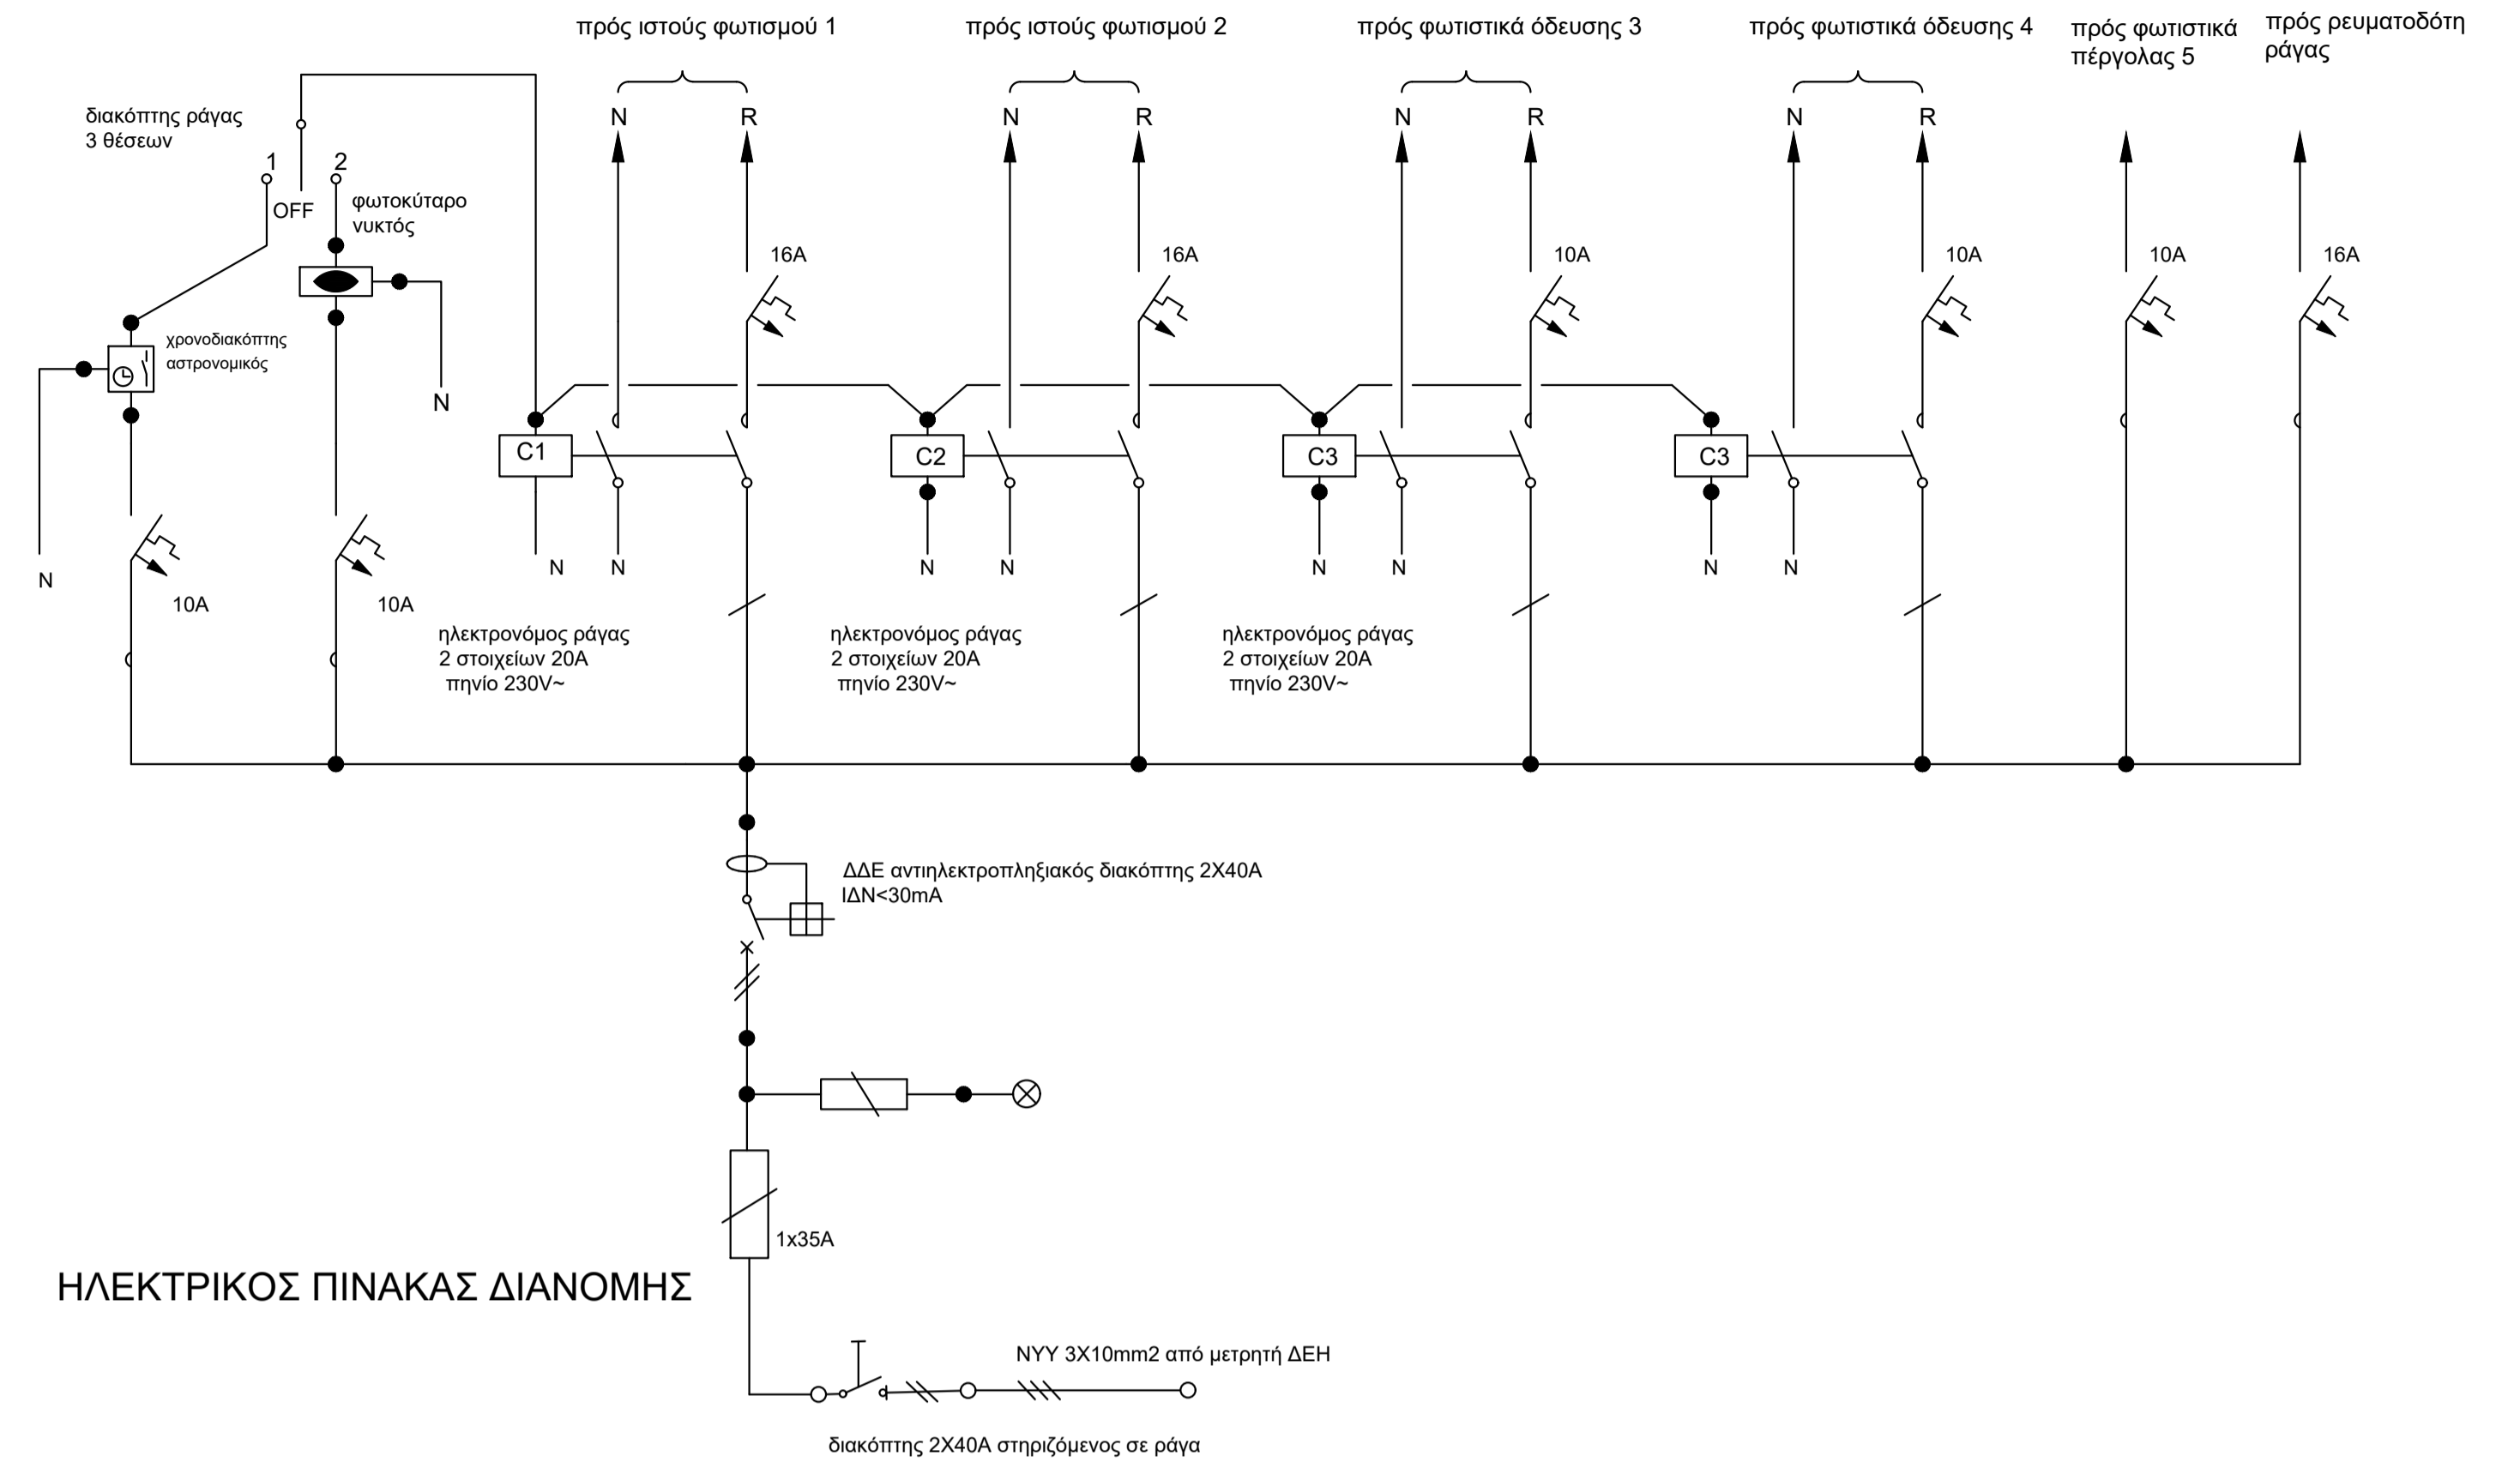 πρός ιστούς φωτισμού 1
πρός ιστούς φωτισμού 2
πρός φωτιστικά όδευσης 3
πρός φωτιστικά όδευσης 4
πρός φωτιστικά
πέργολας 5
πρός ρευματοδότη
ράγας
διακόπτης ράγας
3 θέσεων
1
2
OFF
φωτοκύταρο
νυκτός
N
R
N
R
N
R
N
R
16A
16A
10A
10A
10A
16A
χρονοδιακόπτης
αστρονομικός
N
C1
C2
C3
C3
N
N
N
N
N
N
N
N
N
10A
10A
ηλεκτρονόμος ράγας
2 στοιχείων 20A
πηνίο 230V~
ηλεκτρονόμος ράγας
2 στοιχείων 20A
πηνίο 230V~
ηλεκτρονόμος ράγας
2 στοιχείων 20A
πηνίο 230V~
ΔΔΕ αντιηλεκτροπληξιακός διακόπτης 2X40A
ΙΔΝ<30mA
1x35A
ΗΛΕΚΤΡΙΚΟΣ ΠΙΝΑΚΑΣ ΔΙΑΝΟΜΗΣ
NYY 3X10mm2 από μετρητή ΔΕΗ
διακόπτης 2X40A στηριζόμενος σε ράγα